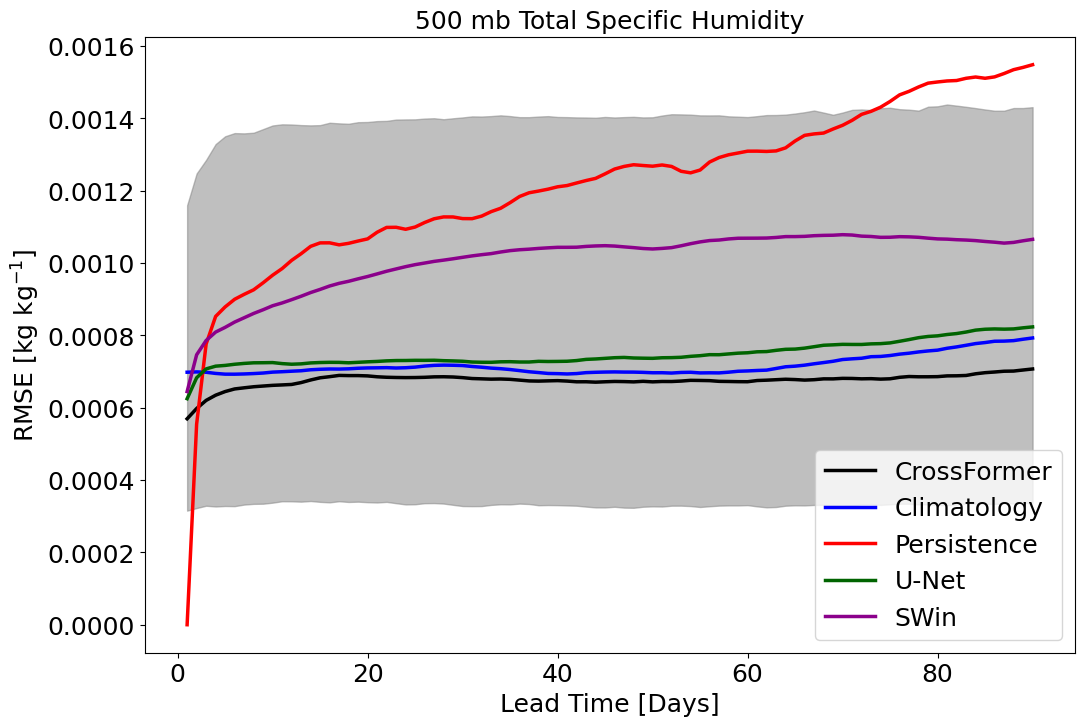 500 mb Total Specific Humidity
RMSE [kg kg⁻¹]
0.0016
0.0014
0.0012
0.0010
0.0008
0.0006
0.0004
0.0002
0.0000
CrossFormer
Climatology
Persistence
U-Net
SWin
0 20 40 60 80
Lead Time [Days]